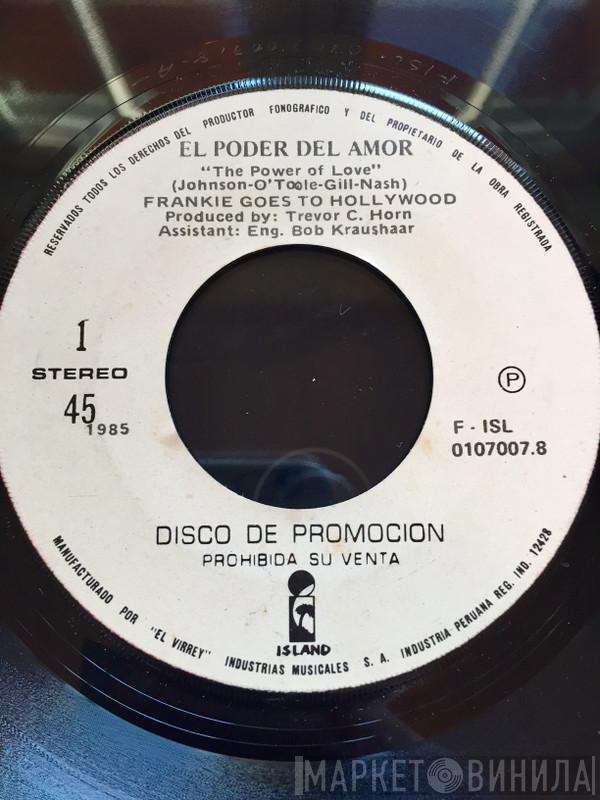 RESERVADOS TODOS LOS DERECHOS DEL PRODUCTOR FONOGRAFICO Y DEL PROPIETARIO DE LA OBRA REGISTRADA
EL PODER DEL AMOR
"The Power of Love"
(Johnson-O'Toole-Gill-Nash)
FRANKIE GOES TO HOLLYWOOD
Produced by: Trevor C. Horn
Assistant: Eng. Bob Kraushaar
1
STEREO
45
1985
Ⓟ
F - ISL
0107007.8
DISCO DE PROMOCION
PROHIBIDA SU VENTA
ISLAND
MANUFACTURADO POR "EL VIRREY" INDUSTRIAS MUSICALES S. A. INDUSTRIA PERUANA REG. IND. 12428
МАРКЕТ ВИНИЛА